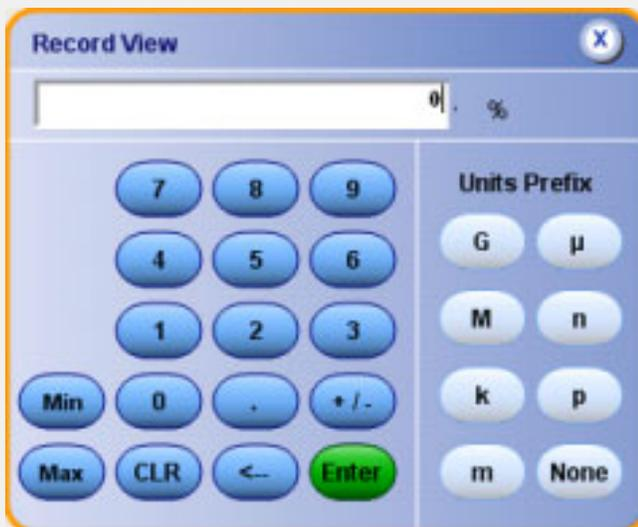 Record View X
0. %
7 8 9 Units Prefix
4 5 6 G µ
1 2 3 M n
Min 0 . + / - k p
Max CLR <-- Enter m None